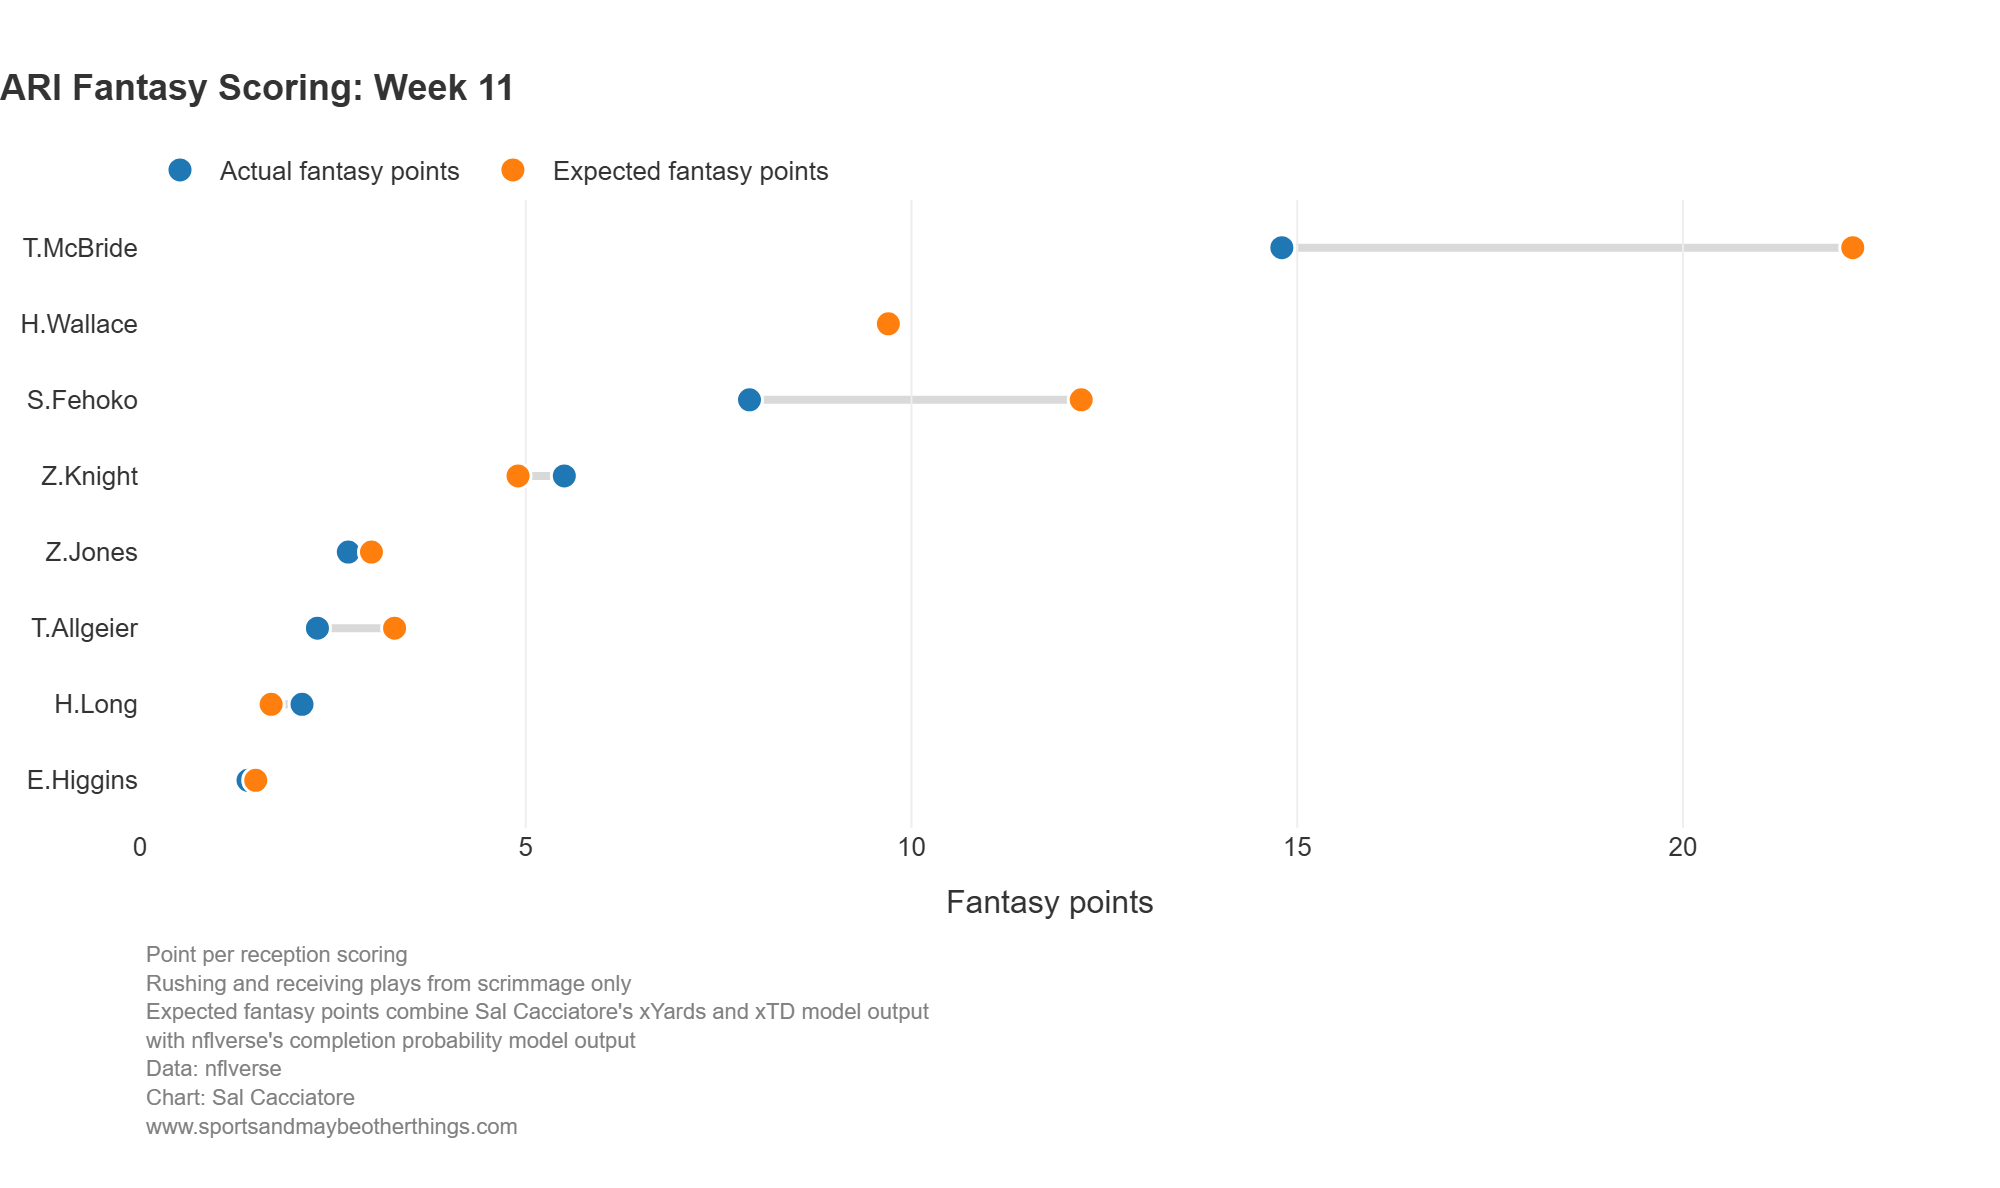 ARI Fantasy Scoring: Week 11
Actual fantasy points Expected fantasy points
T.McBride
H.Wallace
S.Fehoko
Z.Knight
Z.Jones
T.Allgeier
H.Long
E.Higgins
0 5 10 15 20
Fantasy points
Point per reception scoring
Rushing and receiving plays from scrimmage only
Expected fantasy points combine Sal Cacciatore's xYards and xTD model output
with nflverse's completion probability model output
Data: nflverse
Chart: Sal Cacciatore
www.sportsandmaybeotherthings.com